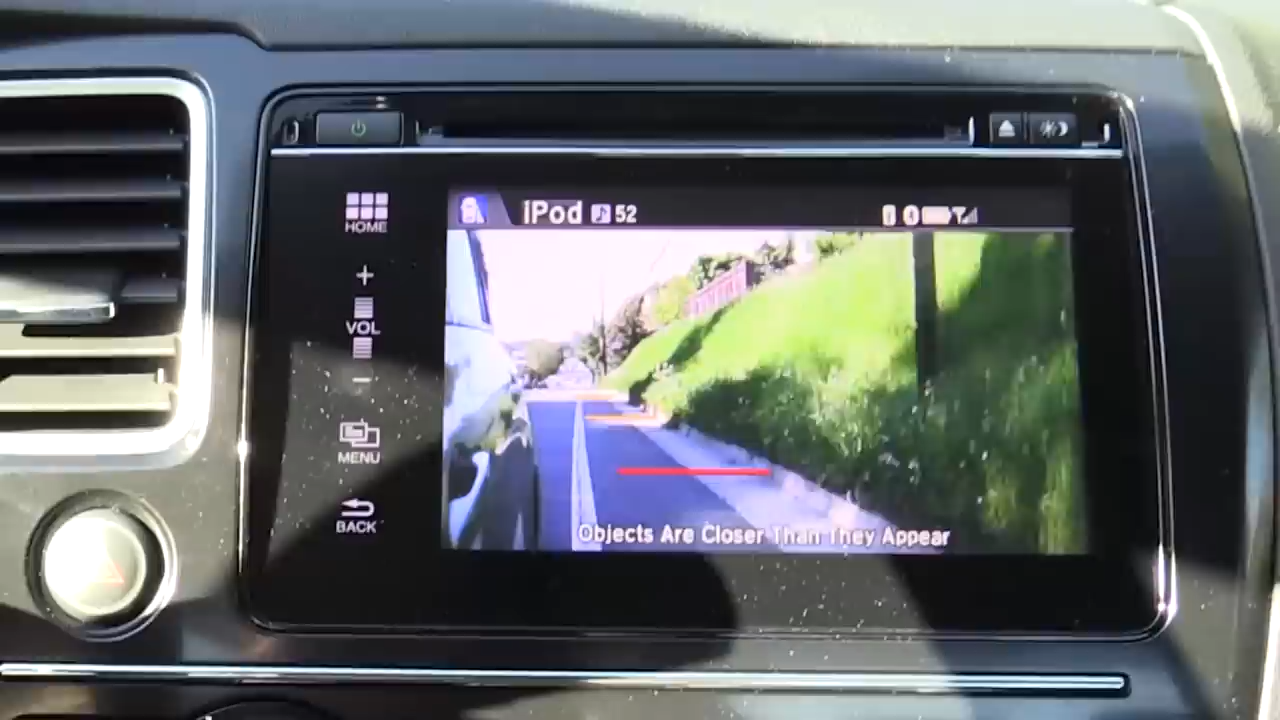 iPod 52
HOME
+
VOL
-
MENU
BACK
Objects Are Closer Than They Appear